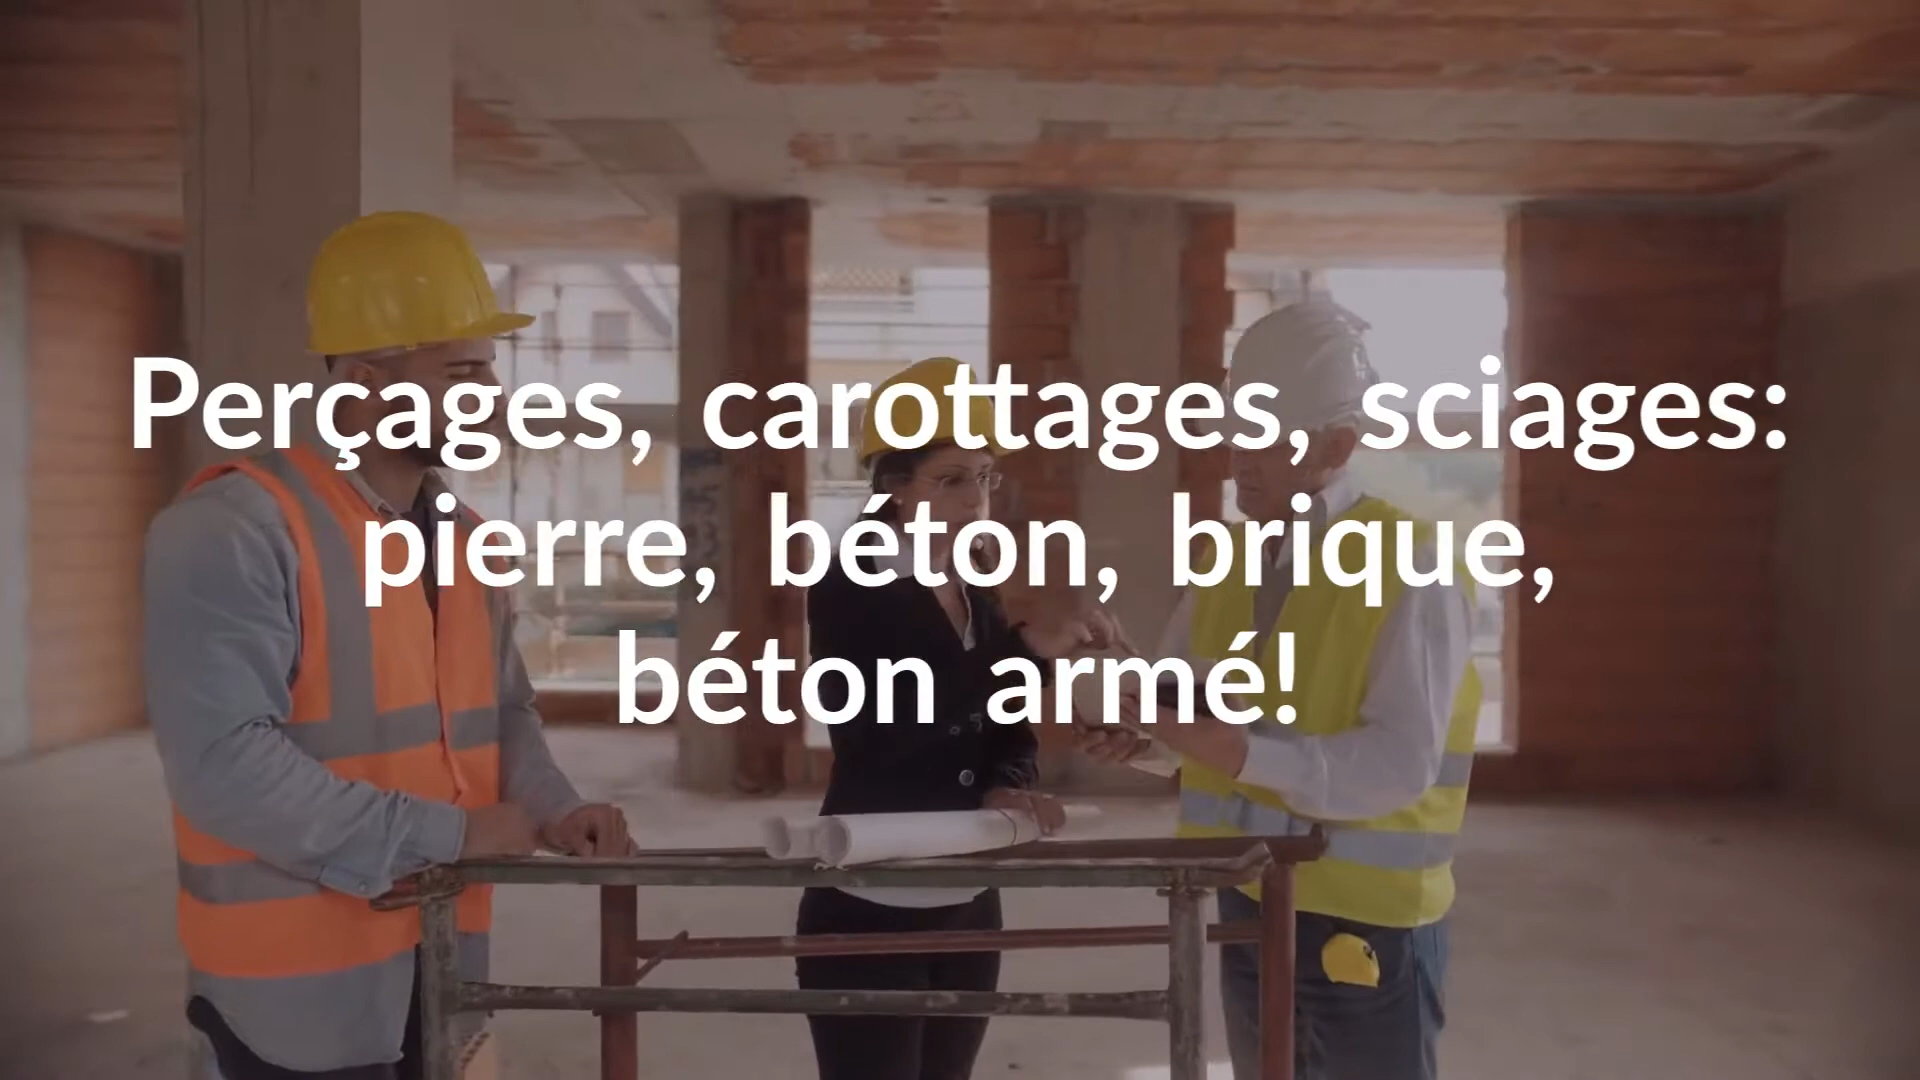 Perçages, carottages, sciages:
pierre, béton, brique,
béton armé!